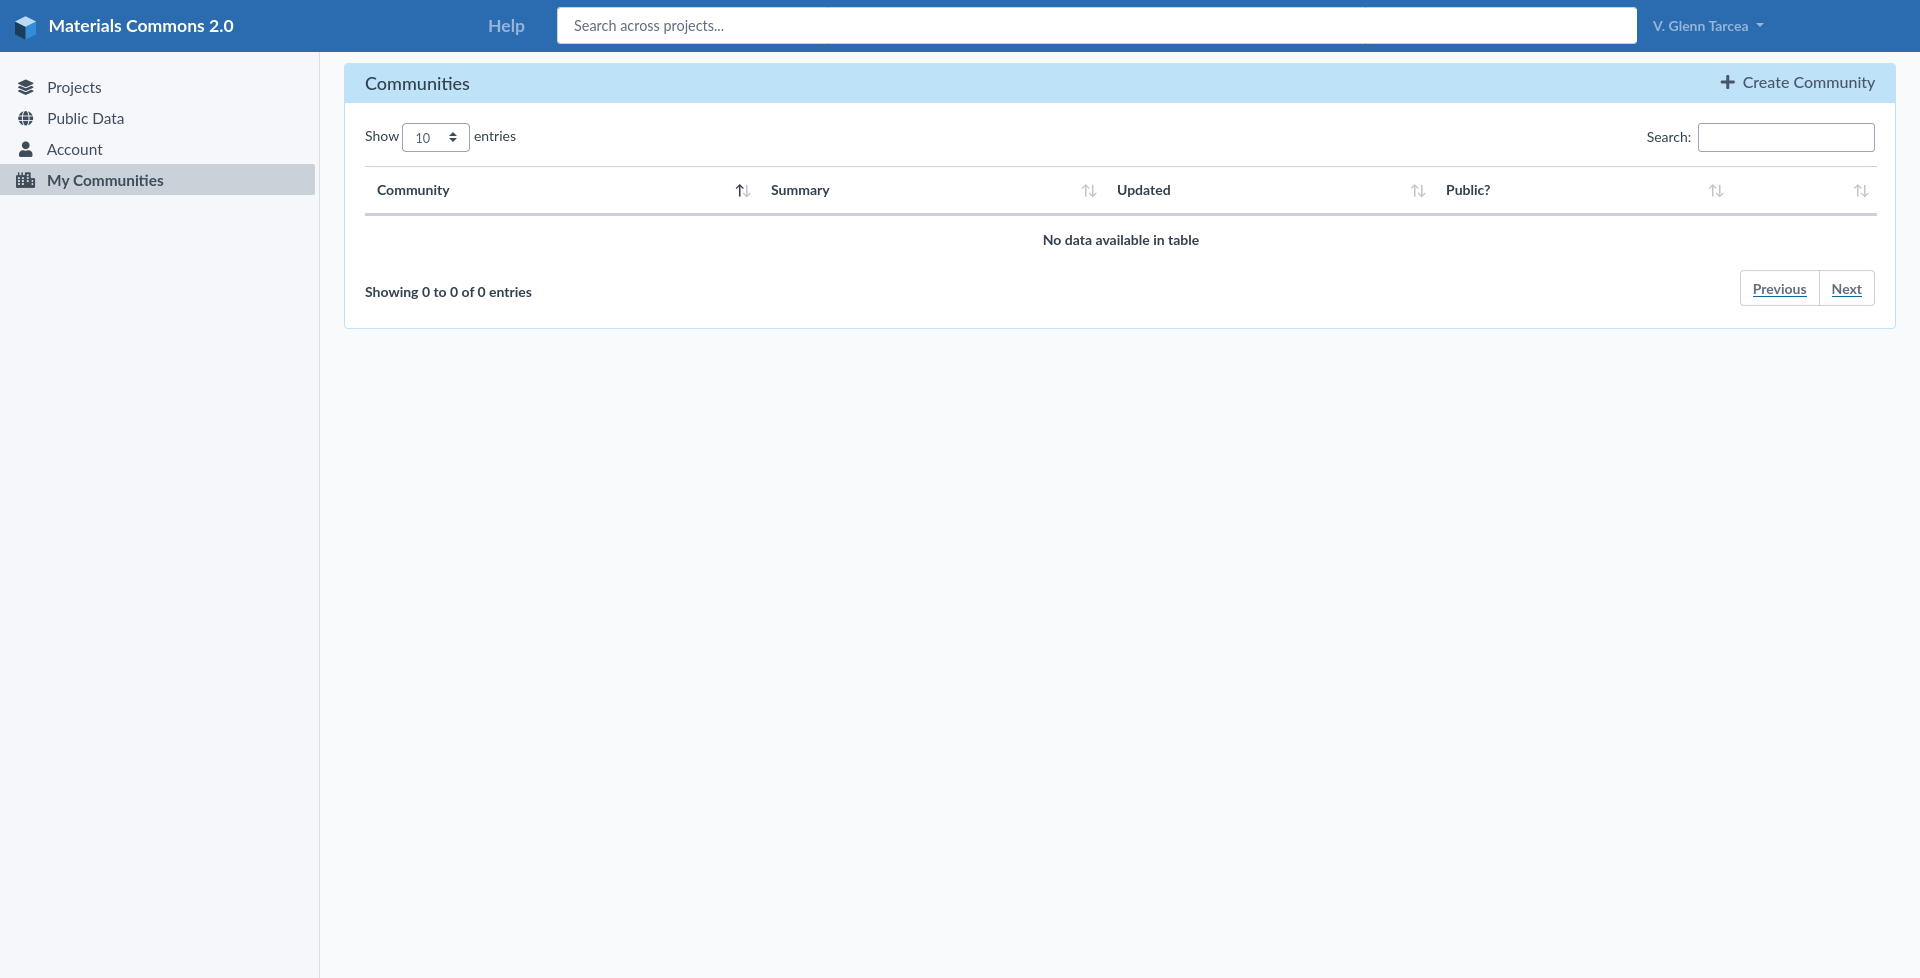 Materials Commons 2.0
Help
Search across projects...
V. Glenn Tarcea
Projects
Public Data
Account
My Communities
Communities
Create Community
Show 10 entries
Search:
Community Summary Updated Public?
No data available in table
Showing 0 to 0 of 0 entries
Previous Next